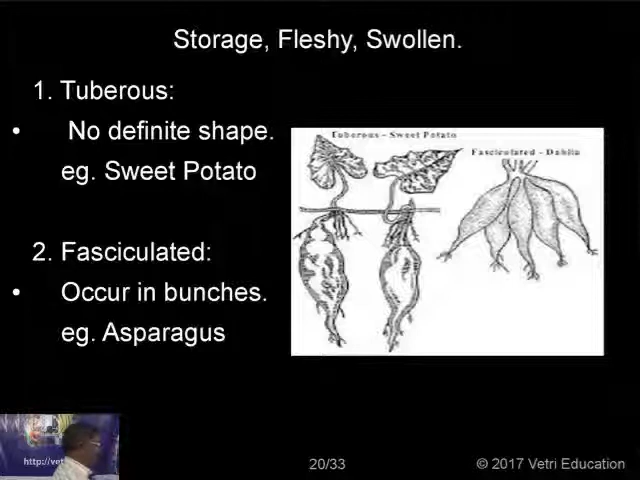 Storage, Fleshy, Swollen.
1. Tuberous:
• No definite shape.
eg. Sweet Potato
2. Fasciculated:
• Occur in bunches.
eg. Asparagus
Tuberous - Sweet Potato
Fasciculated - Dahlia
http://vet
20/33
© 2017 Vetri Education